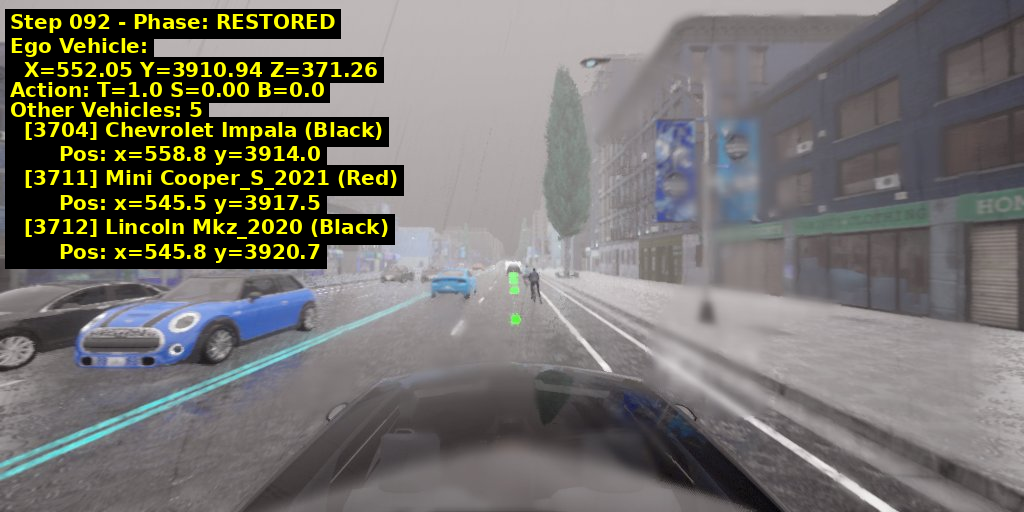 Step 092 - Phase: RESTORED
Ego Vehicle:
X=552.05 Y=3910.94 Z=371.26
Action: T=1.0 S=0.00 B=0.0
Other Vehicles: 5
[3704] Chevrolet Impala (Black)
Pos: x=558.8 y=3914.0
[3711] Mini Cooper_S_2021 (Red)
Pos: x=545.5 y=3917.5
[3712] Lincoln Mkz_2020 (Black)
Pos: x=545.8 y=3920.7
CLOTHING
HON